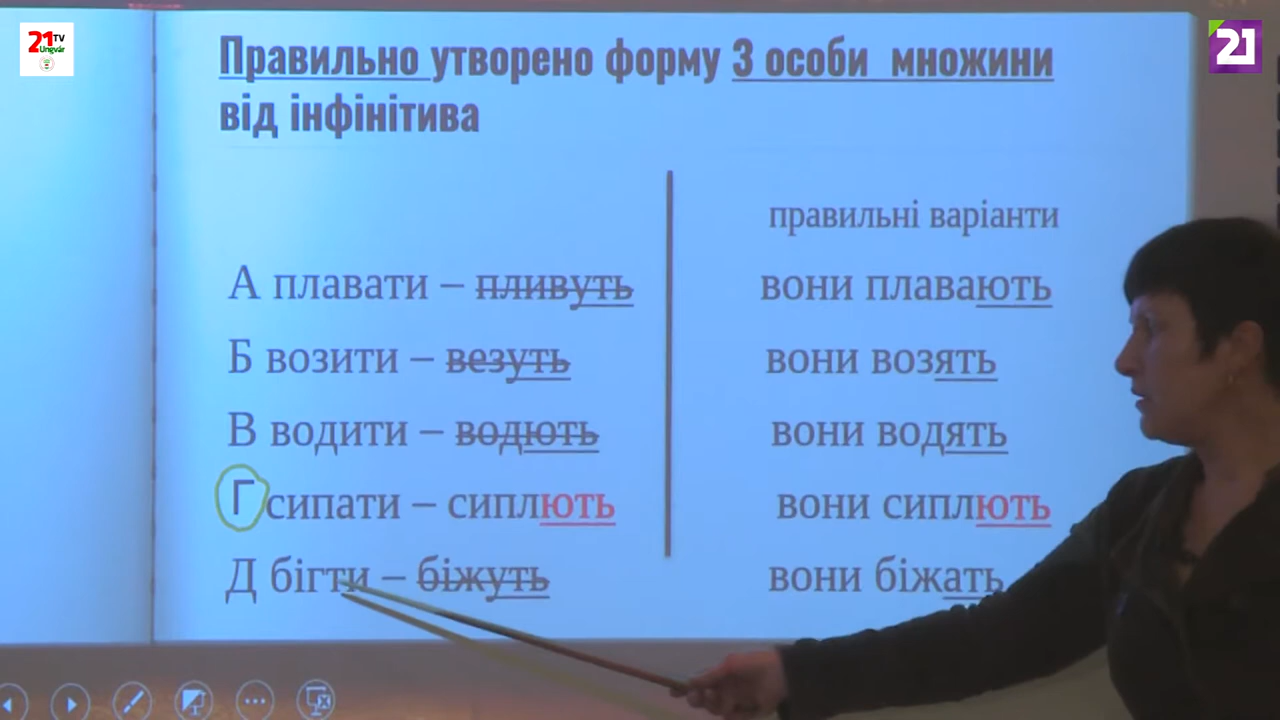 21 TV
Ungvár
21
Правильно утворено форму 3 особи множини
від інфінітива
правильні варіанти
А плавати – пливуть
вони плавають
Б возити – везуть
вони возять
В водити – водють
вони водять
Г сипати – сиплють
вони сиплють
Д бігти – біжуть
вони біжать